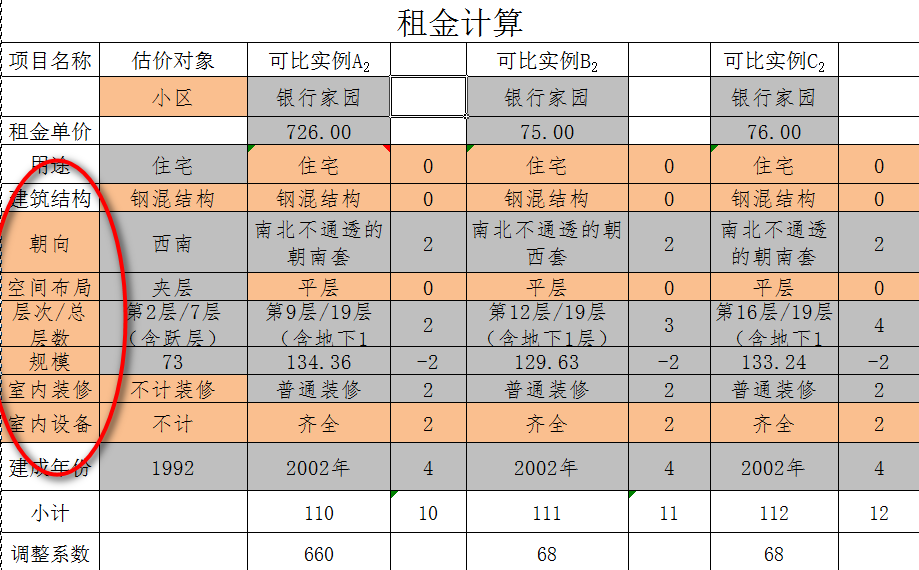 租金计算
项目名称 估价对象 可比实例A2 可比实例B2 可比实例C2
小区 银行家园 银行家园 银行家园
租金单价 726.00 75.00 76.00
用途 住宅 住宅 0 住宅 0 住宅 0
建筑结构 钢混结构 钢混结构 0 钢混结构 0 钢混结构 0
朝向 西南 南北不通透的朝南套 2 南北不通透的朝西套 2 南北不通透的朝南套 2
空间布局 夹层 平层 0 平层 0 平层 0
层次/总层数 第2层/7层(含跃层) 第9层/19层(含地下1 2 第12层/19层(含地下1层) 3 第16层/19层(含地下1 4
规模 73 134.36 -2 129.63 -2 133.24 -2
室内装修 不计装修 普通装修 2 普通装修 2 普通装修 2
室内设备 不计 齐全 2 齐全 2 齐全 2
建成年份 1992 2002年 4 2002年 4 2002年 4
小计 110 10 111 11 112 12
调整系数 660 68 68